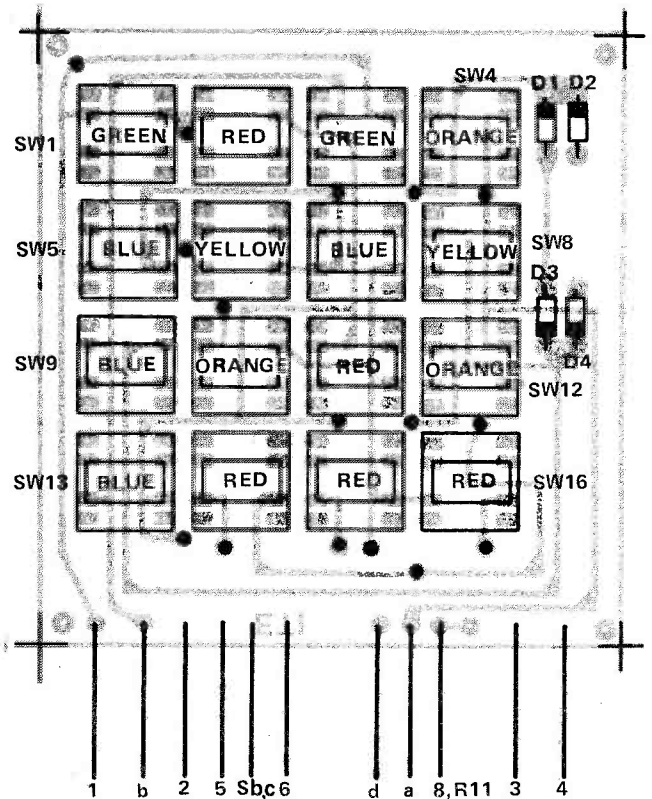 SW4 D1 D2
SW1 GREEN RED GREEN ORANGE
SW5 BLUE YELLOW BLUE YELLOW SW8
D3
SW9 BLUE ORANGE RED ORANGE D4
SW12
SW13 BLUE RED RED RED SW16
1 b 2 5 Sb,c 6 d a 8,R11 3 4